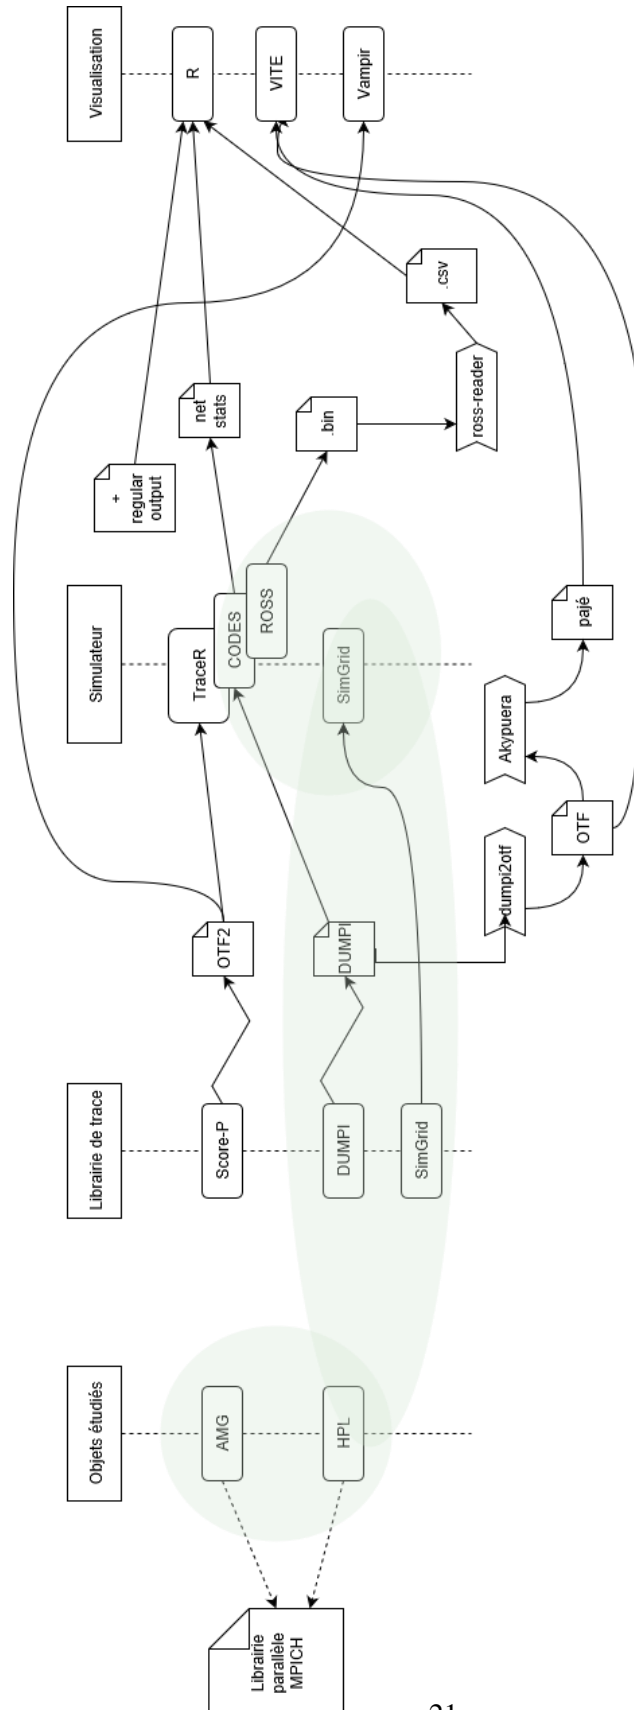 Visualisation
R
VITE
Vampir
.csv
ross-reader
net
stats
.bin
+
regular
output
Simulateur
TraceR
CODES
ROSS
SimGrid
pajé
Akypuera
OTF
dumpi2otf
OTF2
DUMPI
Librairie de trace
Score-P
DUMPI
SimGrid
Objets étudiés
AMG
HPL
Librairie
parallèle
MPICH
21